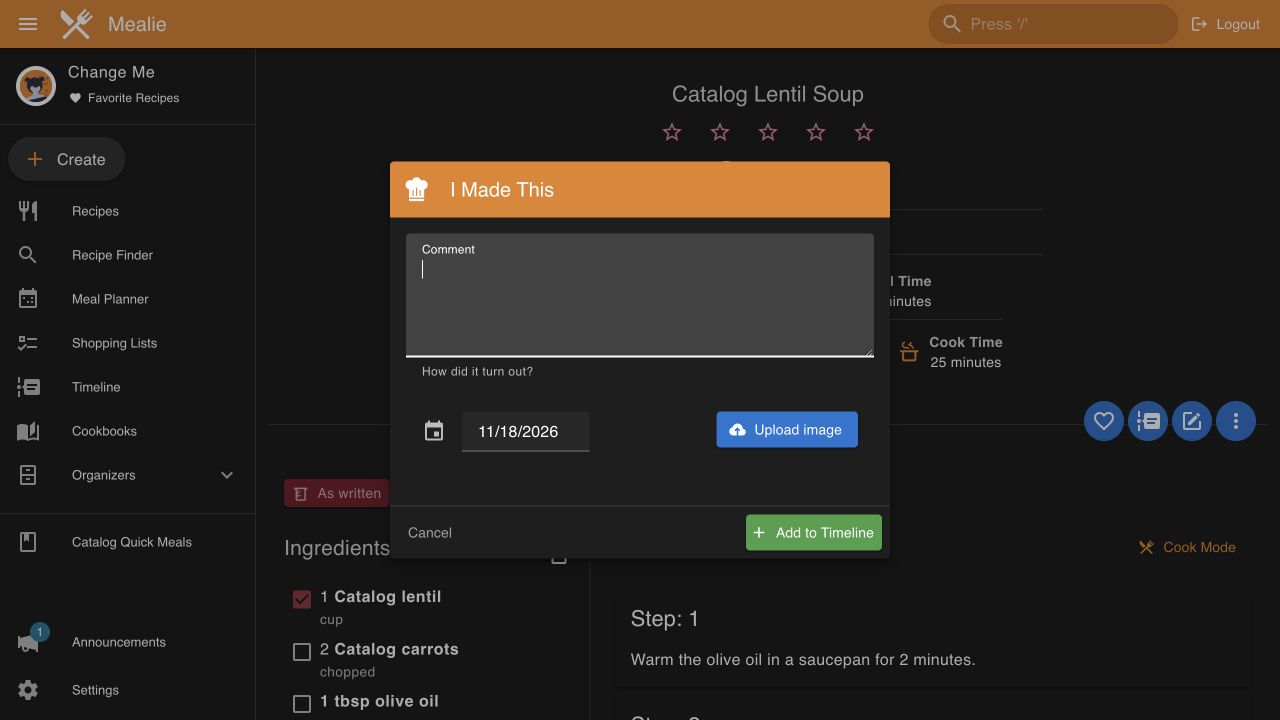 Mealie
Press '/'
Logout
Change Me
Favorite Recipes
Create
Recipes
Recipe Finder
Meal Planner
Shopping Lists
Timeline
Cookbooks
Organizers
Catalog Quick Meals
1
Announcements
Settings
Catalog Lentil Soup
Time
Cook Time
25 minutes
I Made This
Comment
How did it turn out?
11/18/2026
Upload image
Cancel
Add to Timeline
As written
Ingredients
1 Catalog lentil
cup
2 Catalog carrots
chopped
1 tbsp olive oil
Cook Mode
Step: 1
Warm the olive oil in a saucepan for 2 minutes.